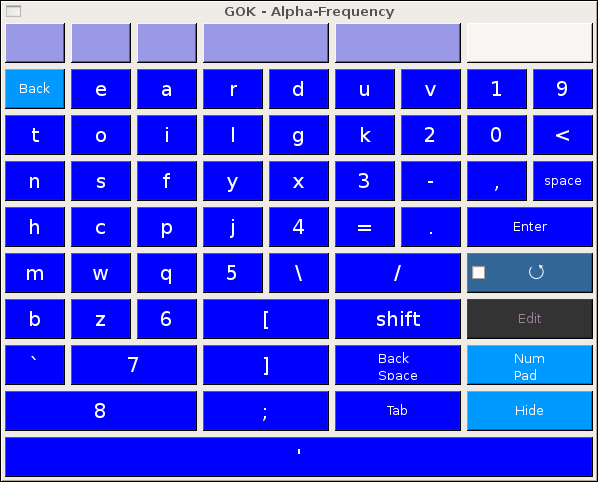 GOK - Alpha-Frequency
Back e a r d u v 1 9
t o i l g k 2 0 <
n s f y x 3 - , space
h c p j 4 = . Enter
m w q 5 \ /
b z 6 [ shift Edit
` 7 ] Back Space Num Pad
8 ; Tab Hide
'